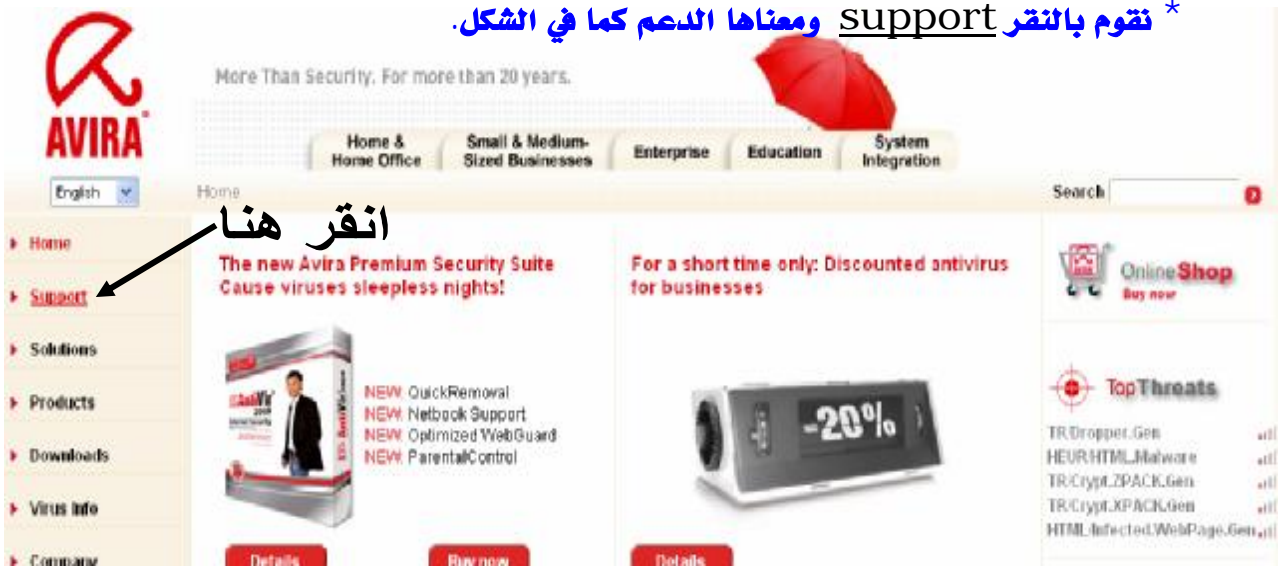 * نقوم بالنقر support ومعناها الدعم كما في الشكل.
More Than Security. For more than 20 years.
AVIRA
Home & Home Office
Small & Medium-Sized Businesses
Enterprise
Education
System Integration
English
Home
Search
انقر هنا
Home
Support
Solutions
Products
Downloads
Virus Info
Company
The new Avira Premium Security Suite
Cause viruses sleepless nights!
NEW: QuickRemoval
NEW: Netbook Support
NEW: Optimized WebGuard
NEW: ParentalControl
Details
Buy now
For a short time only: Discounted antivirus
for businesses
-20%
Details
Online Shop
Buy now
Top Threats
TR/Dropper.Gen
HEUR/HTML.Malware
TR/Crypt.ZPACK.Gen
TR/Crypt.XPACK.Gen
HTML/Infected.WebPage.Gen